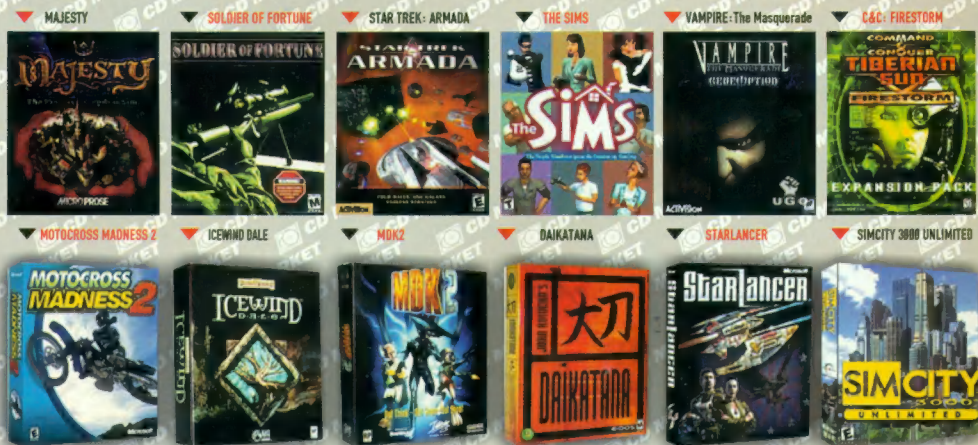 MAJESTY
SOLDIER OF FORTUNE
STAR TREK: ARMADA
THE SIMS
VAMPIRE: The Masquerade
C&C: FIRESTORM
MAJESTY
MICROPROSE
SOLDIER OF FORTUNE
STAR TREK
ARMADA
ACTIVISION
E
The SIMS
T
VAMPIRE
THE MASQUERADE
REDEMPTION
ACTIVISION
UGO
COMMAND
&
CONQUER
TIBERIAN
SUN
FIRESTORM
EXPANSION PACK
MOTOCROSS MADNESS 2
ICEWIND DALE
MDK2
DAIKATANA
STARLANCER
SIMCITY 3000 UNLIMITED
MOTOCROSS
MADNESS 2
ICEWIND
DALE
ICEWIND
MDK 2
大刀
DAIKATANA
eidos
Microsoft
Starlancer
Starlancer
SIMCITY
3000
UNLIMITED
E